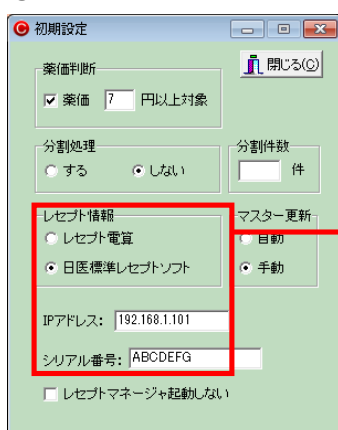 初期設定
薬価判断
閉じる(C)
薬価 7 円以上対象
分割処理
する しない
分割件数
件
レセプト情報
レセプト電算
日医標準レセプトソフト
マスター更新
自動
手動
IPアドレス: 192.168.1.101
シリアル番号: ABCDEFG
レセプトマネージャ起動しない